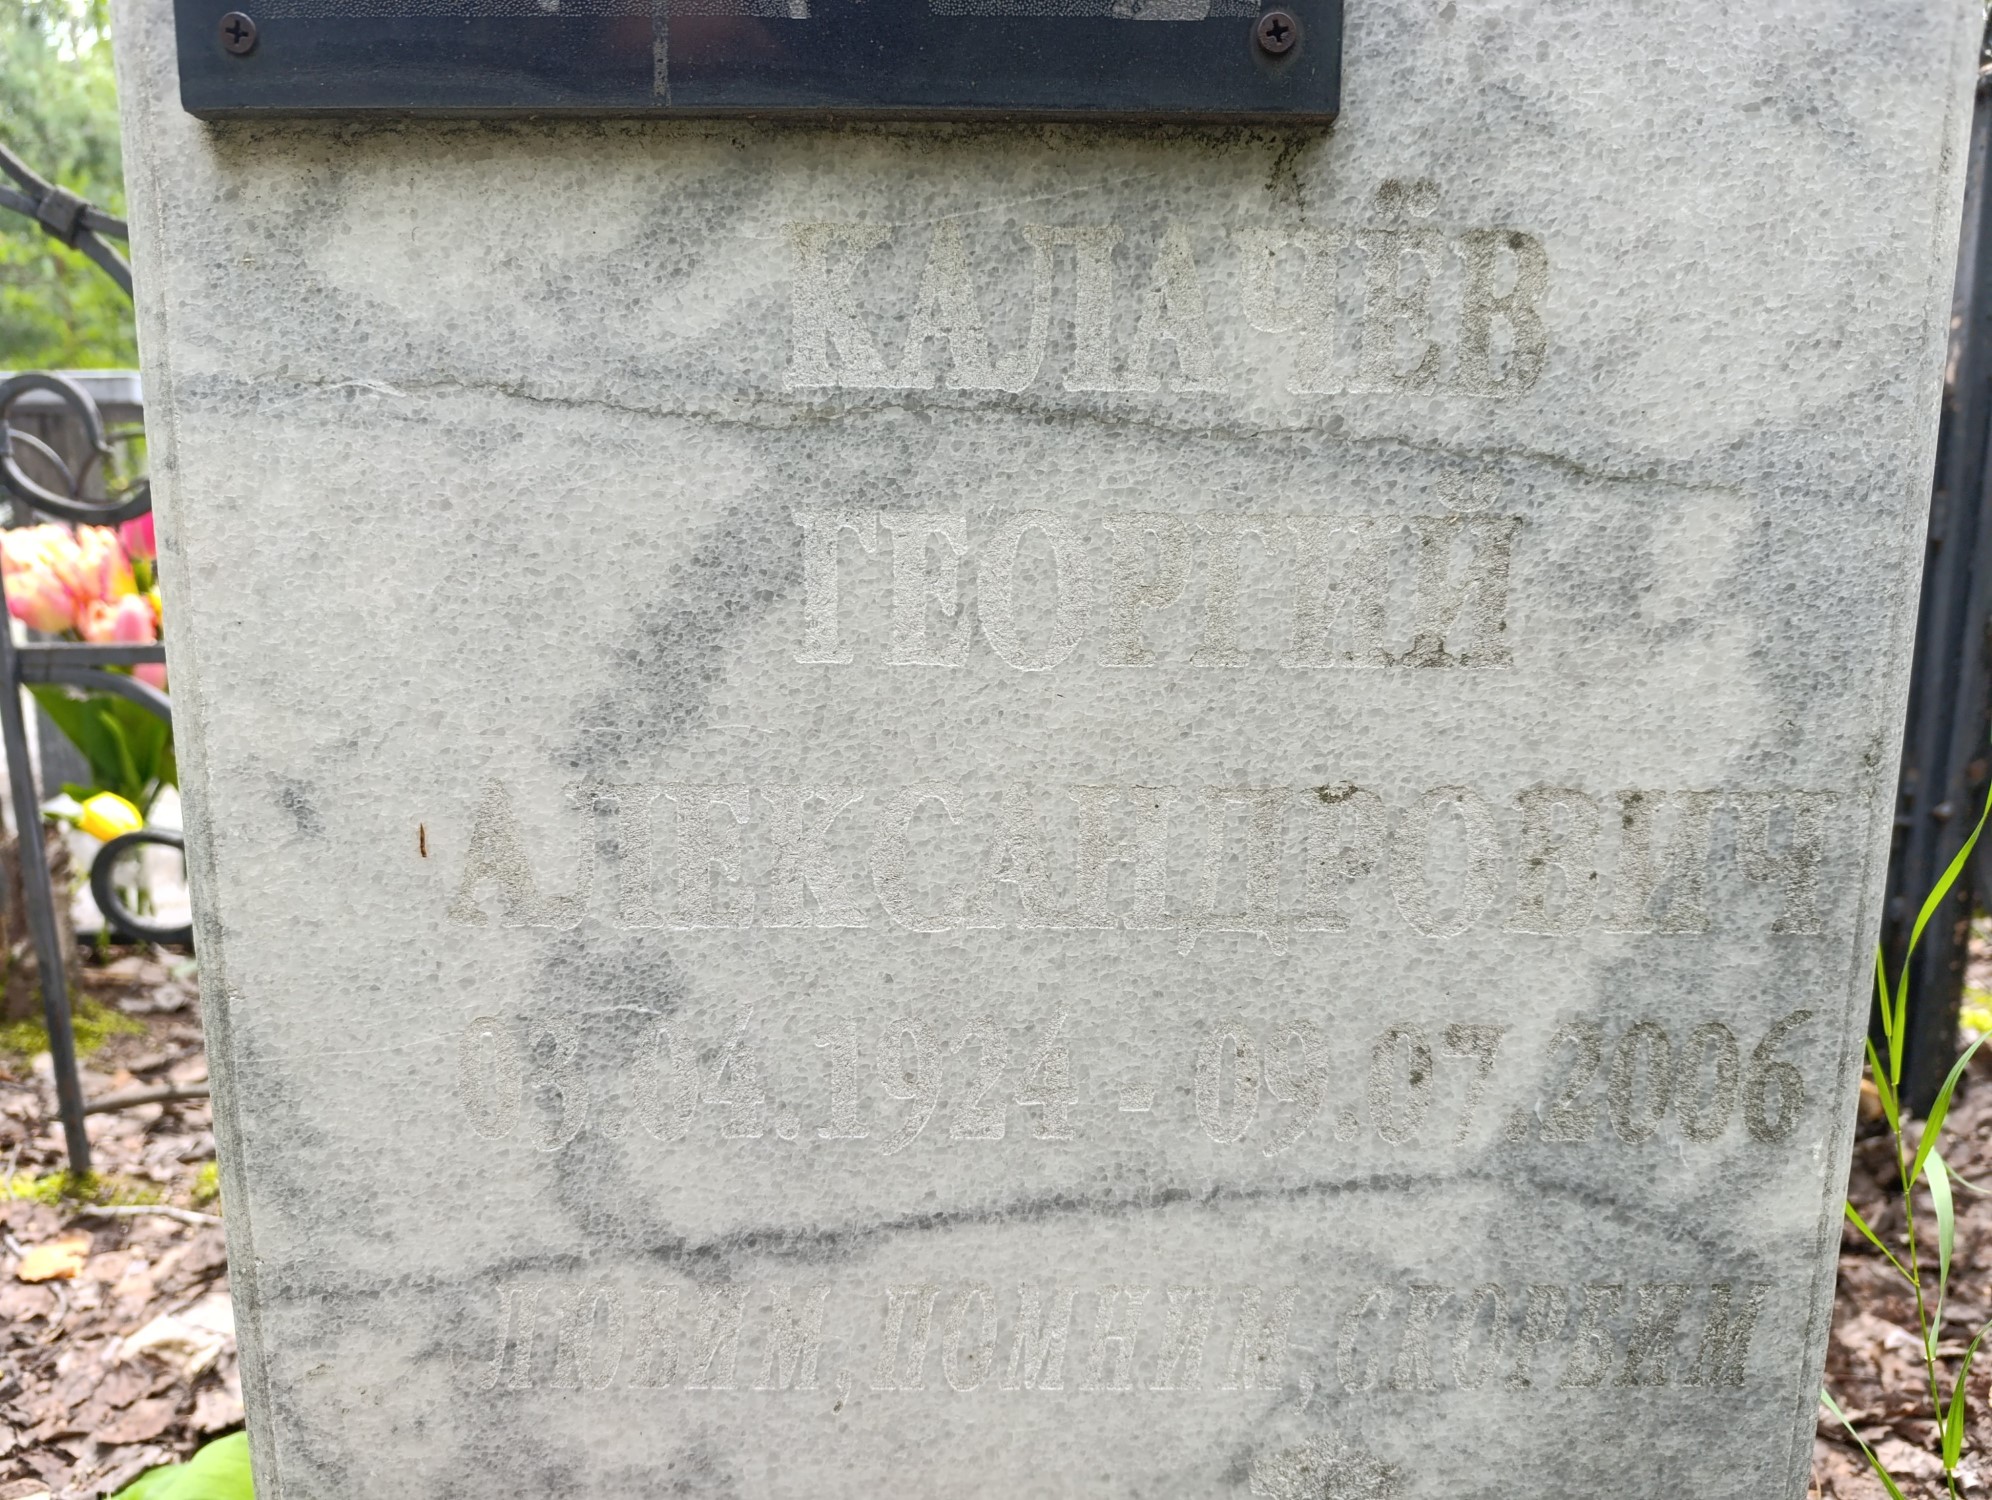 КАЛАЧЁВ
ГЕОРГИЙ
АЛЕКСАНДРОВИЧ
03.04.1924 - 09.07.2006
ЛЮБИМ, ПОМНИМ, СКОРБИМ